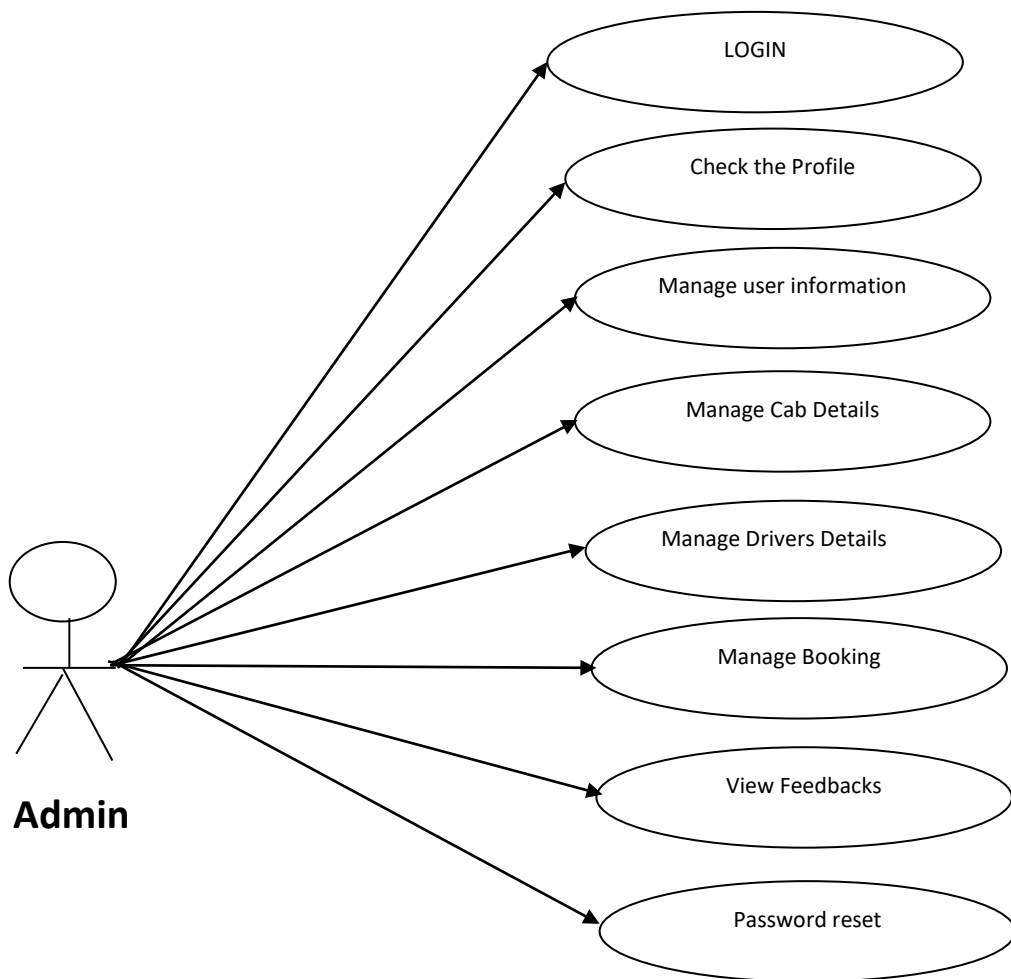 LOGIN
Check the Profile
Manage user information
Manage Cab Details
Manage Drivers Details
Manage Booking
View Feedbacks
Admin
Password reset